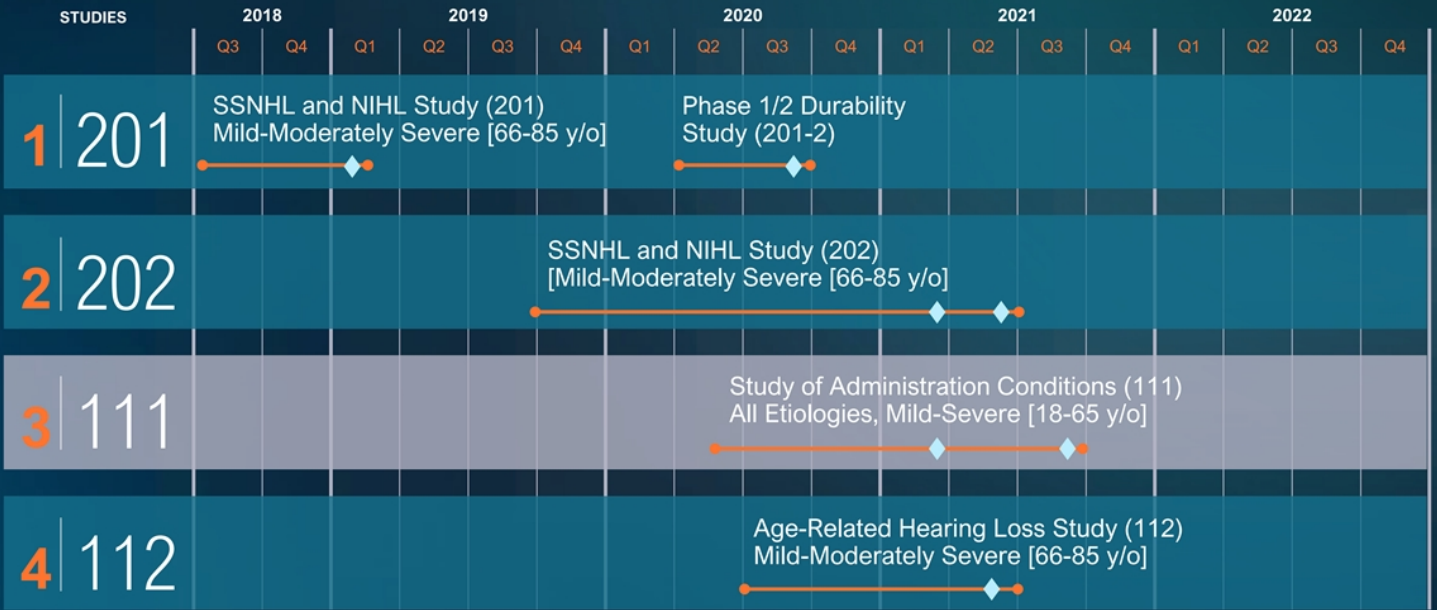 STUDIES 2018 2019 2020 2021 2022
Q3 Q4 Q1 Q2 Q3 Q4 Q1 Q2 Q3 Q4 Q1 Q2 Q3 Q4 Q1 Q2 Q3 Q4
1 201
SSNHL and NIHL Study (201)
Mild-Moderately Severe [66-85 y/o]
Phase 1/2 Durability
Study (201-2)
2 202
SSNHL and NIHL Study (202)
[Mild-Moderately Severe [66-85 y/o]
3 111
Study of Administration Conditions (111)
All Etiologies, Mild-Severe [18-65 y/o]
4 112
Age-Related Hearing Loss Study (112)
Mild-Moderately Severe [66-85 y/o]